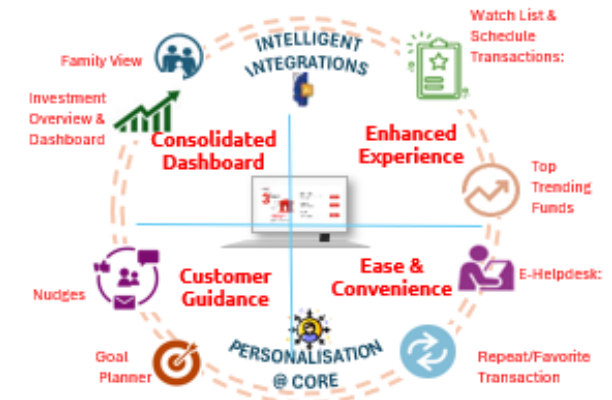 Watch List &
Schedule
Transactions:
INTELLIGENT
INTEGRATIONS
Family View
Investment
Overview &
Dashboard
Consolidated
Dashboard
Enhanced
Experience
Top
Trending
Funds
Customer
Guidance
Ease &
Convenience
E-Helpdesk:
Nudges
PERSONALISATION
@ CORE
Goal
Planner
Repeat/Favorite
Transaction